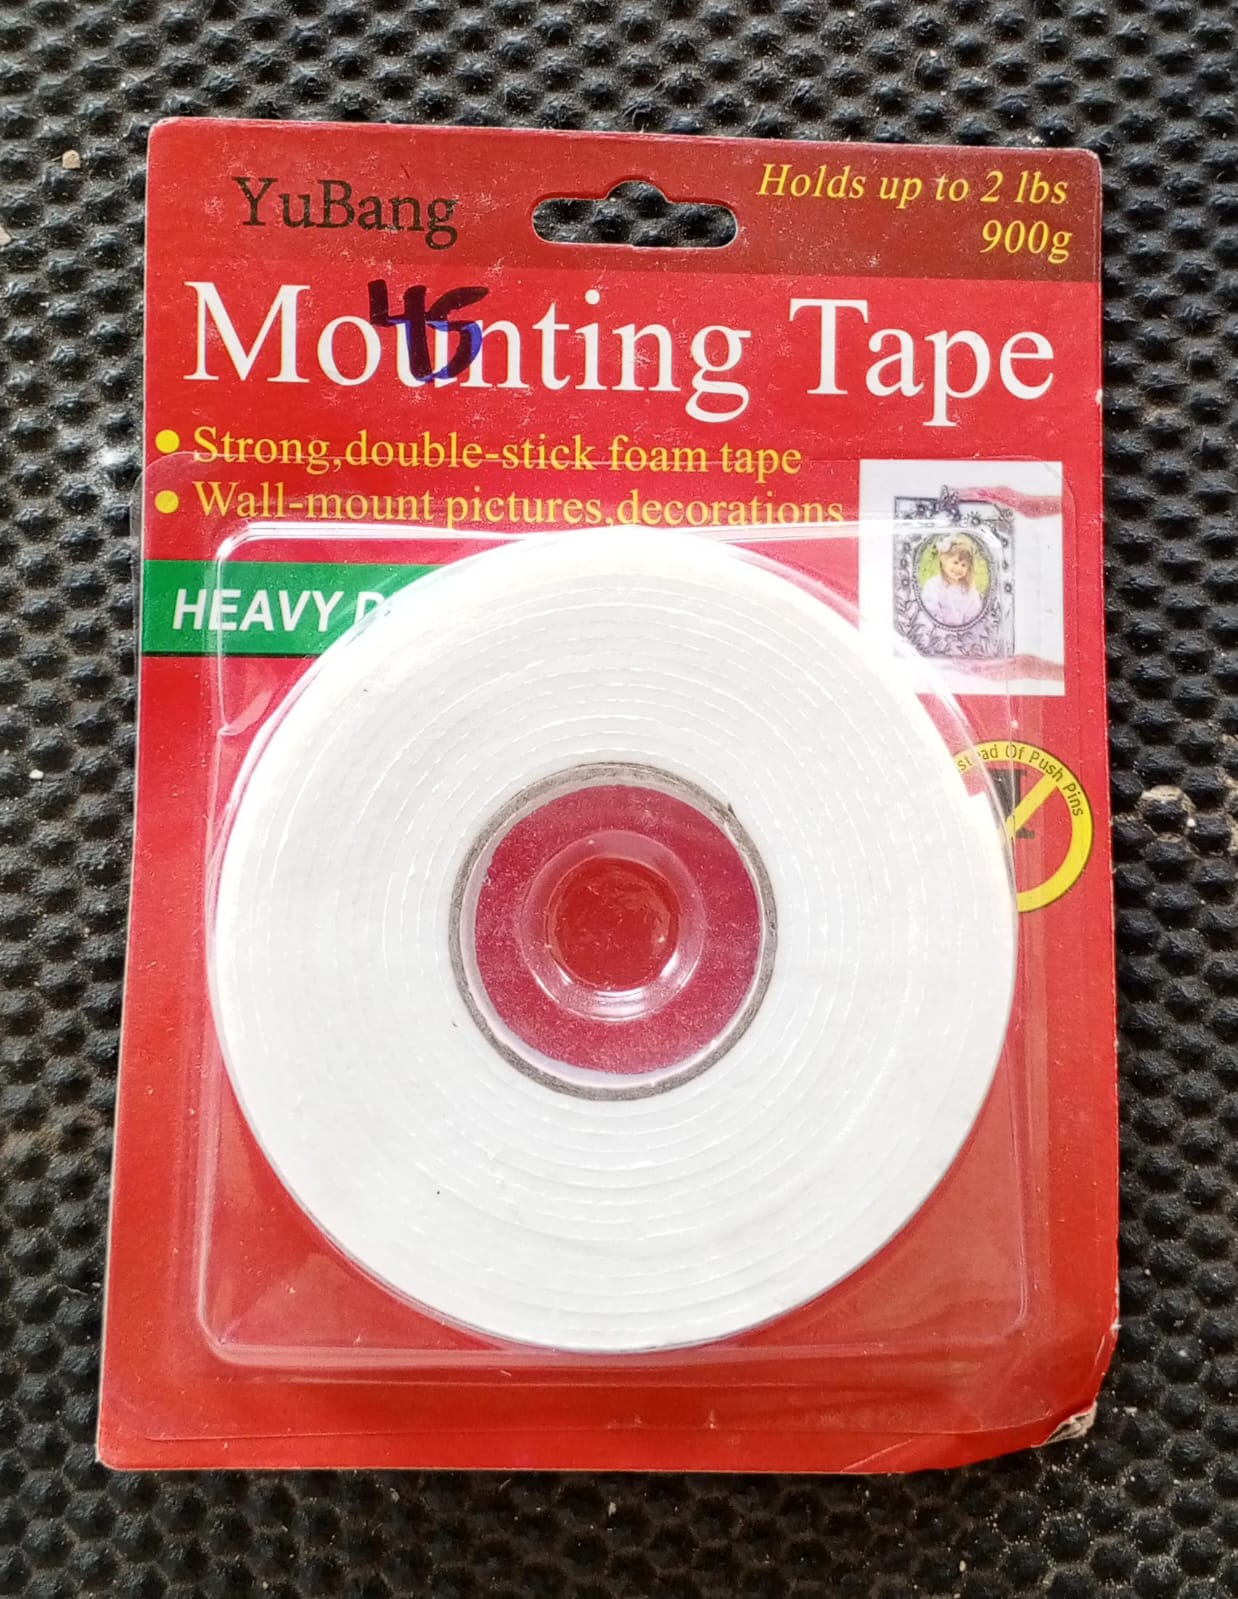 YuBang
Holds up to 2 lbs
900g
Mounting Tape
45
Strong,double-stick foam tape
Wall-mount pictures,decorations
HEAVY
Of Push Pins